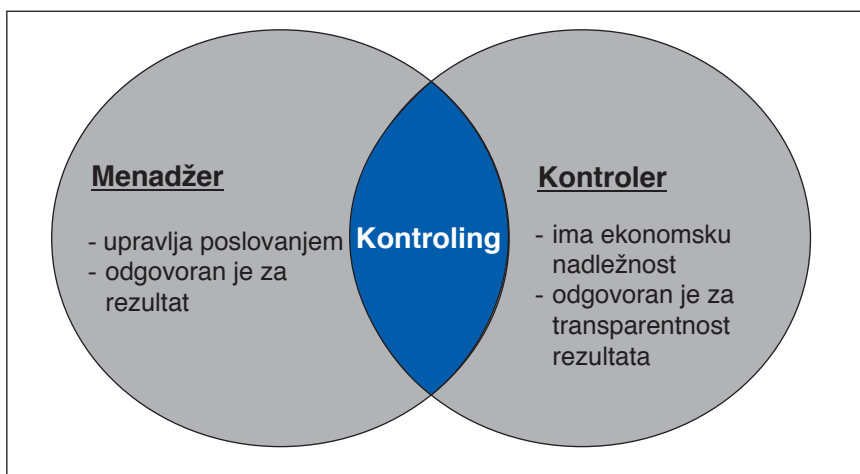 Menadžer
- upravlja poslovanjem
- odgovoran je za
rezultat
Kontroling
Kontroler
- ima ekonomsku
nadležnost
- odgovoran je za
transparentnost
rezultata